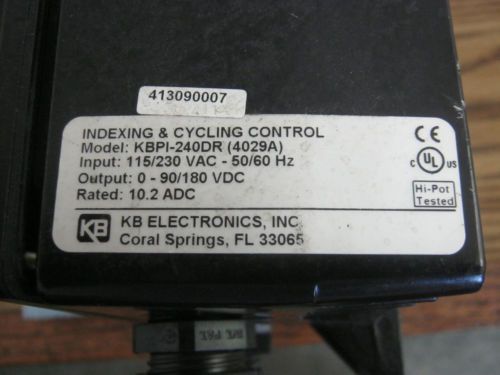 413090007
INDEXING & CYCLING CONTROL
Model: KBPI-240DR (4029A)
Input: 115/230 VAC - 50/60 Hz
Output: 0 - 90/180 VDC
Rated: 10.2 ADC
CE
C UL US
Hi-Pot
Tested
KB KB ELECTRONICS, INC
Coral Springs, FL 33065
PAT.